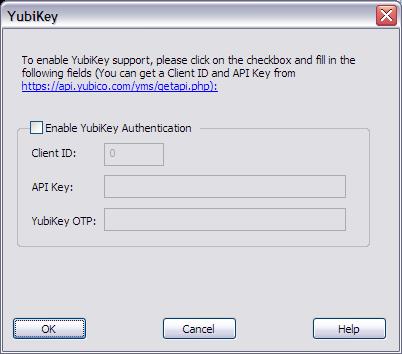 YubiKey
To enable YubiKey support, please click on the checkbox and fill in the
following fields (You can get a Client ID and API Key from
https://api.yubico.com/yms/getapi.php):
Enable YubiKey Authentication
Client ID:
0
API Key:
YubiKey OTP:
OK
Cancel
Help